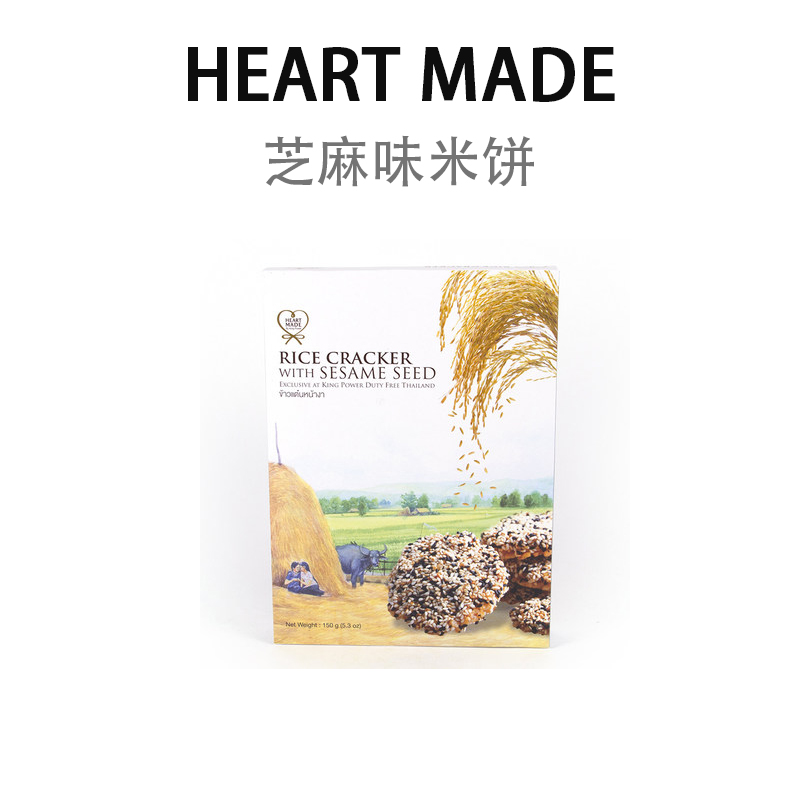 HEART MADE
芝麻味米饼
HEART
MADE
RICE CRACKER
WITH SESAME SEED
EXCLUSIVE AT KING POWER DUTY FREE THAILAND
ข้าวแต๋นหน้างา
Net Weight : 150 g (5.3 oz)